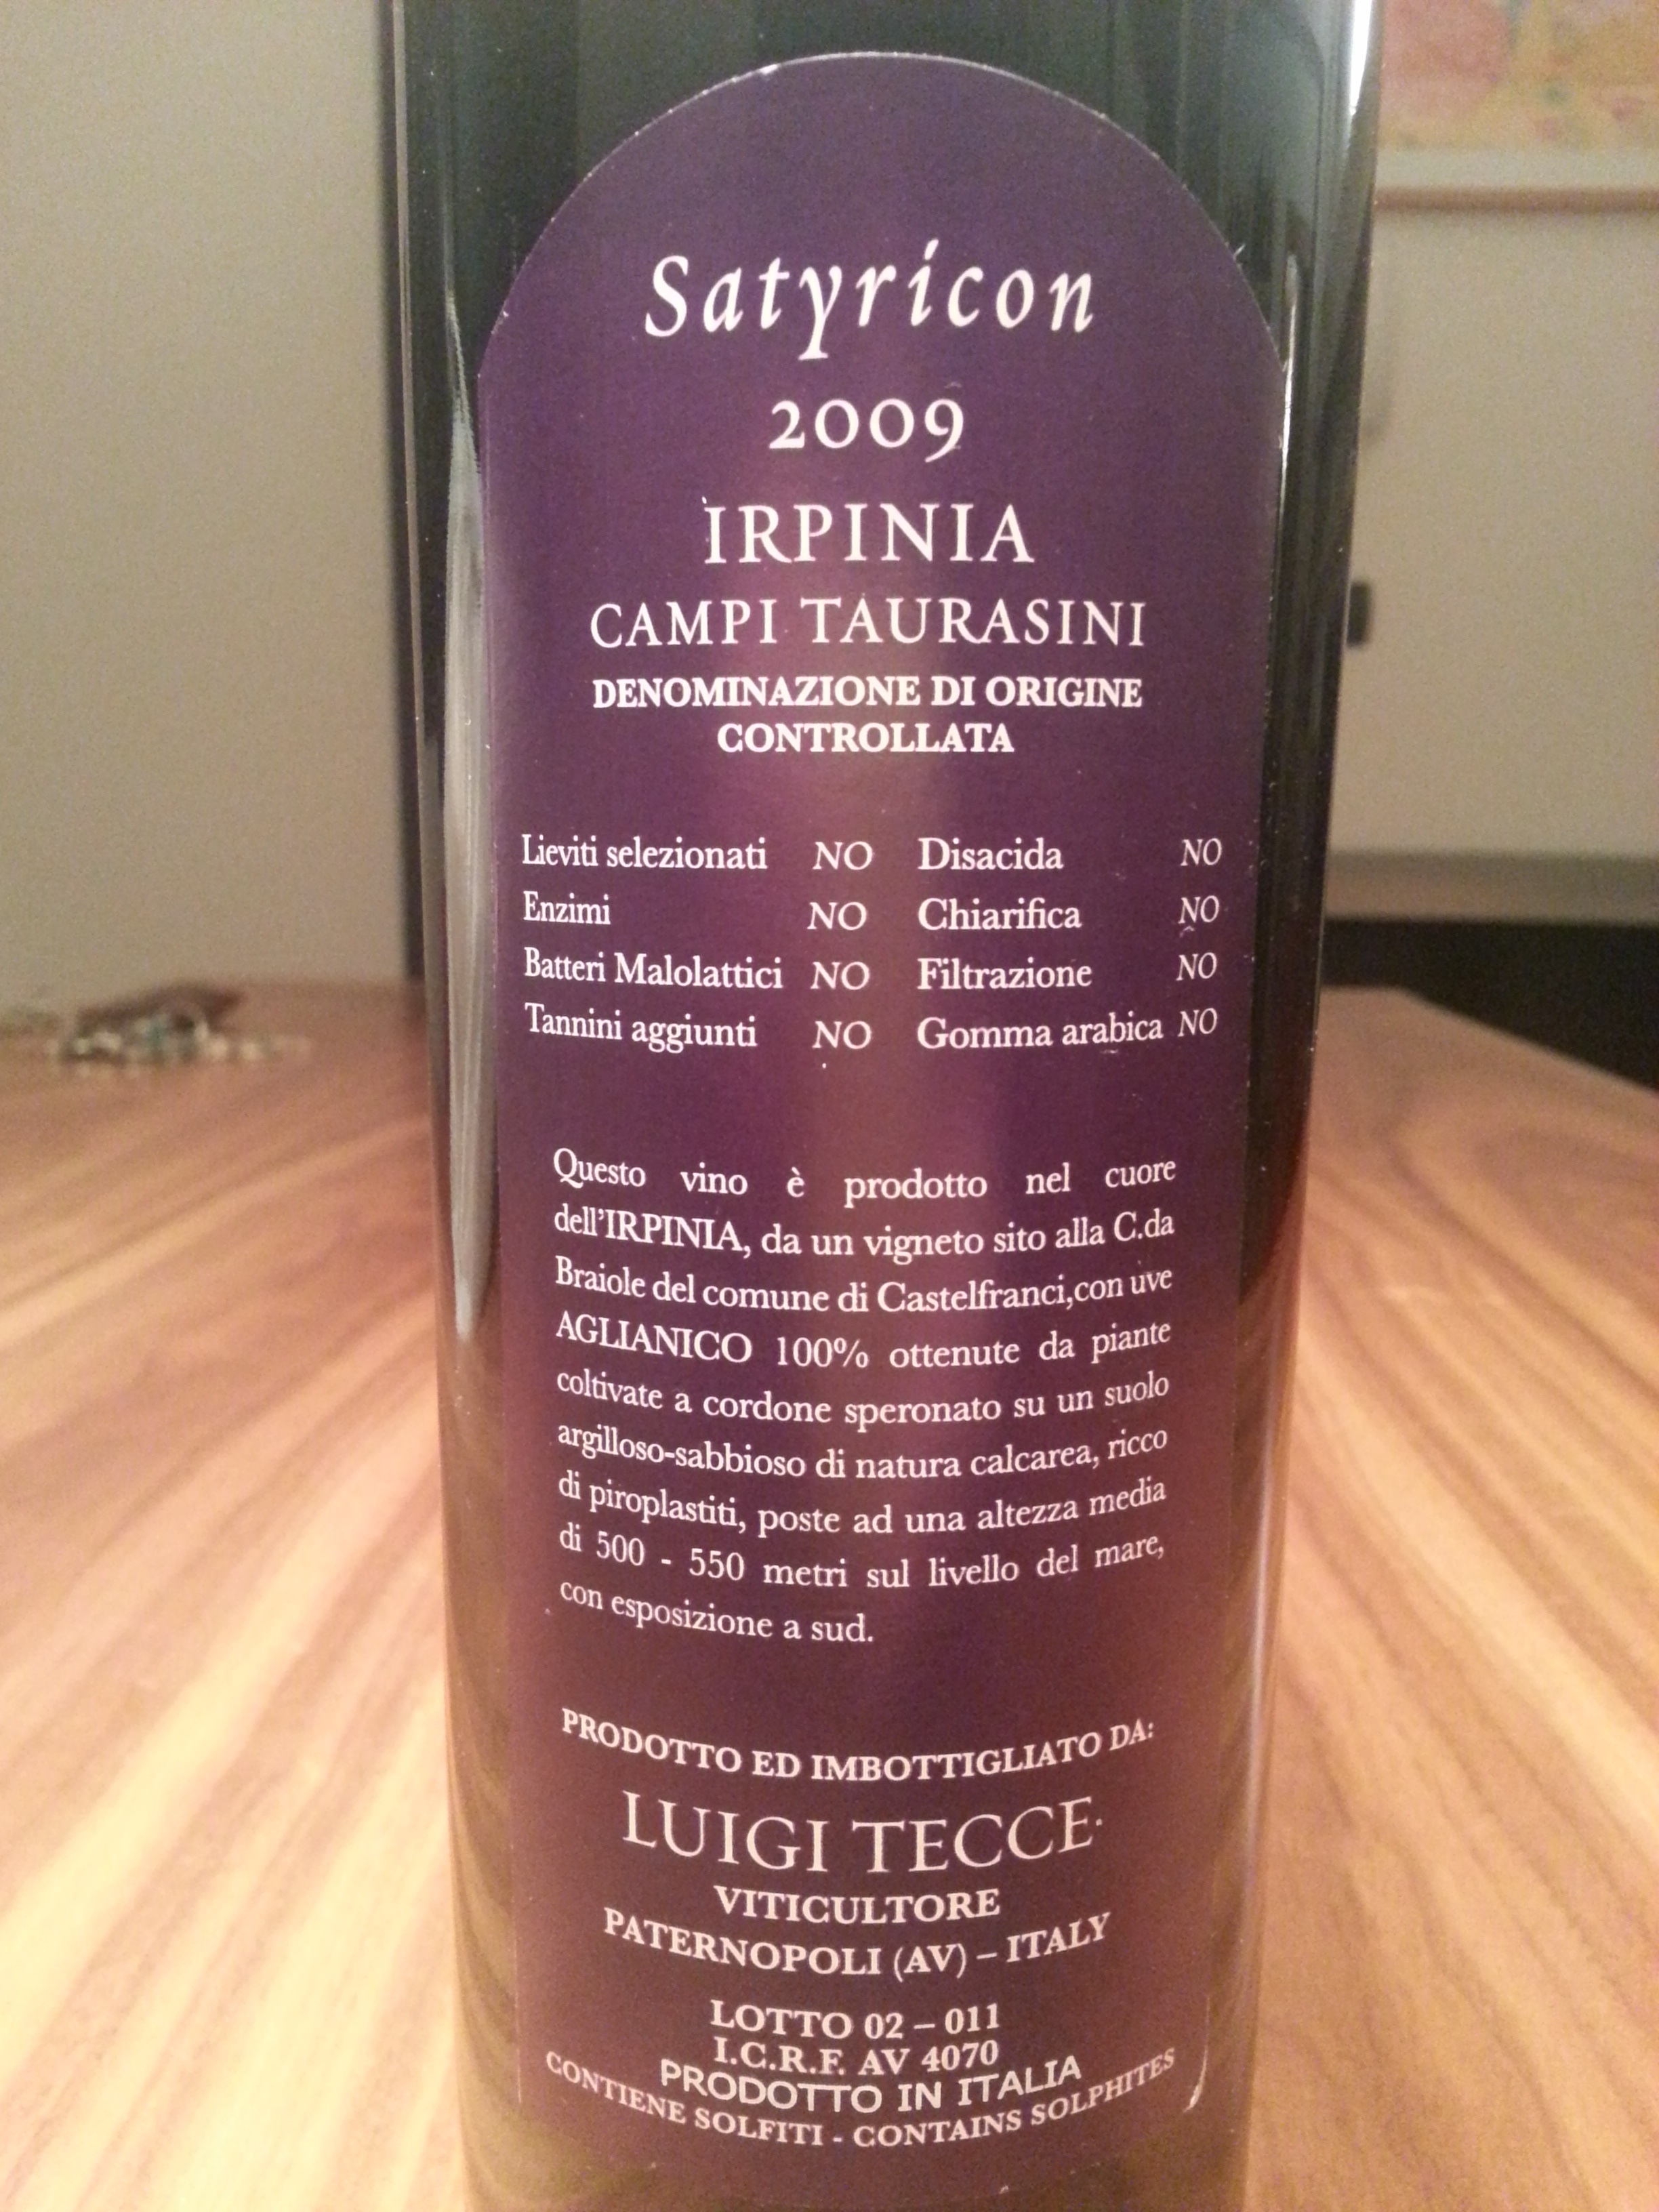 Satyricon
2009
IRPINIA
CAMPI TAURASINI
DENOMINAZIONE DI ORIGINE
CONTROLLATA
Lieviti selezionati NO Disacida NO
Enzimi NO Chiarifica NO
Batteri Malolattici NO Filtrazione NO
Tannini aggiunti NO Gomma arabica NO
Questo vino è prodotto nel cuore
dell'IRPINIA, da un vigneto sito alla C.da
Braiole del comune di Castelfranci,con uve
AGLIANICO 100% ottenute da piante
coltivate a cordone speronato su un suolo
argilloso-sabbioso di natura calcarea, ricco
di piroplastiti, poste ad una altezza media
di 500 - 550 metri sul livello del mare,
con esposizione a sud.
PRODOTTO ED IMBOTTIGLIATO DA:
LUIGI TECCE
VITICULTORE
PATERNOPOLI (AV) – ITALY
LOTTO 02 – 011
I.C.R.F. AV 4070
PRODOTTO IN ITALIA
CONTIENE SOLFITI - CONTAINS SOLPHITES